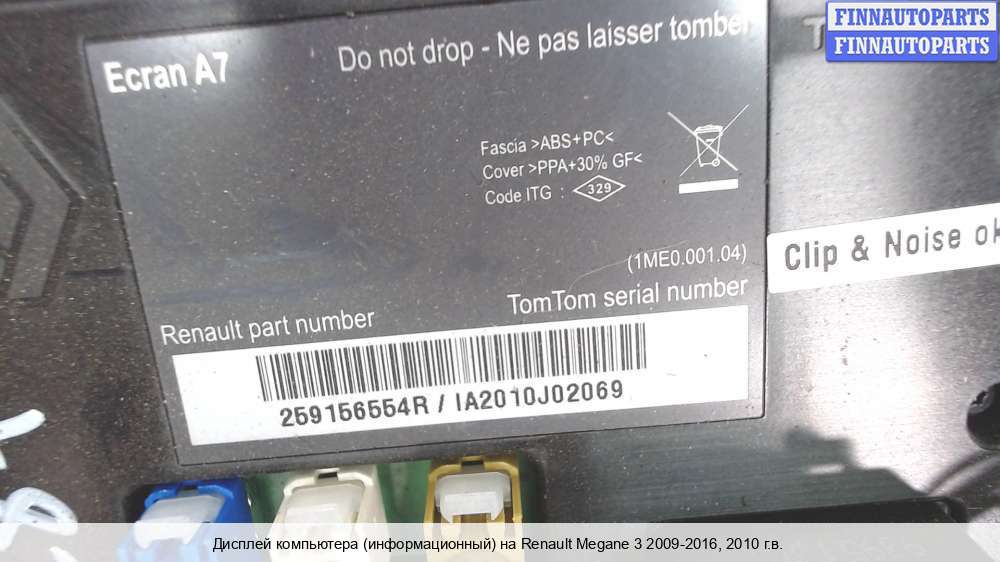 FINNAUTOPARTS
FINNAUTOPARTS
Ecran A7
Do not drop - Ne pas laisser tomber
Fascia >ABS+PC<
Cover >PPA+30% GF<
Code ITG : 329
(1ME0.001.04)
Clip & Noise ok
Renault part number
TomTom serial number
259156554R / IA2010J02069
Дисплей компьютера (информационный) на Renault Megane 3 2009-2016, 2010 г.в.